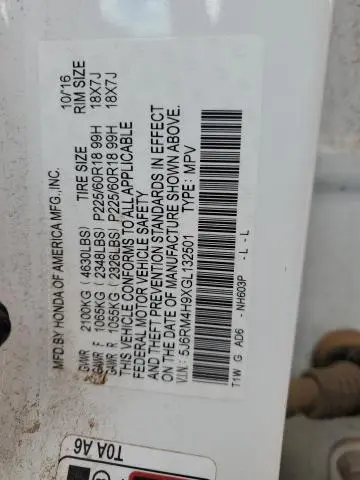 MFD.BY HONDA OF AMERICA MFG.,INC. 10/16
TIRE SIZE RIM SIZE
GVWR 2100KG (4630LBS)
GAWR F 1065KG (2348LBS) P225/60R18 99H 18X7J
GAWR R 1055KG (2326LBS) P225/60R18 99H 18X7J
THIS VEHICLE CONFORMS TO ALL APPLICABLE
FEDERAL MOTOR VEHICLE SAFETY
AND THEFT PREVENTION STANDARDS IN EFFECT
ON THE DATE OF MANUFACTURE SHOWN ABOVE.
V.I.N.: 5J6RM4H9XGL132501 TYPE: MPV
T1W G AD6 -NH603P -L -L
T0A A6